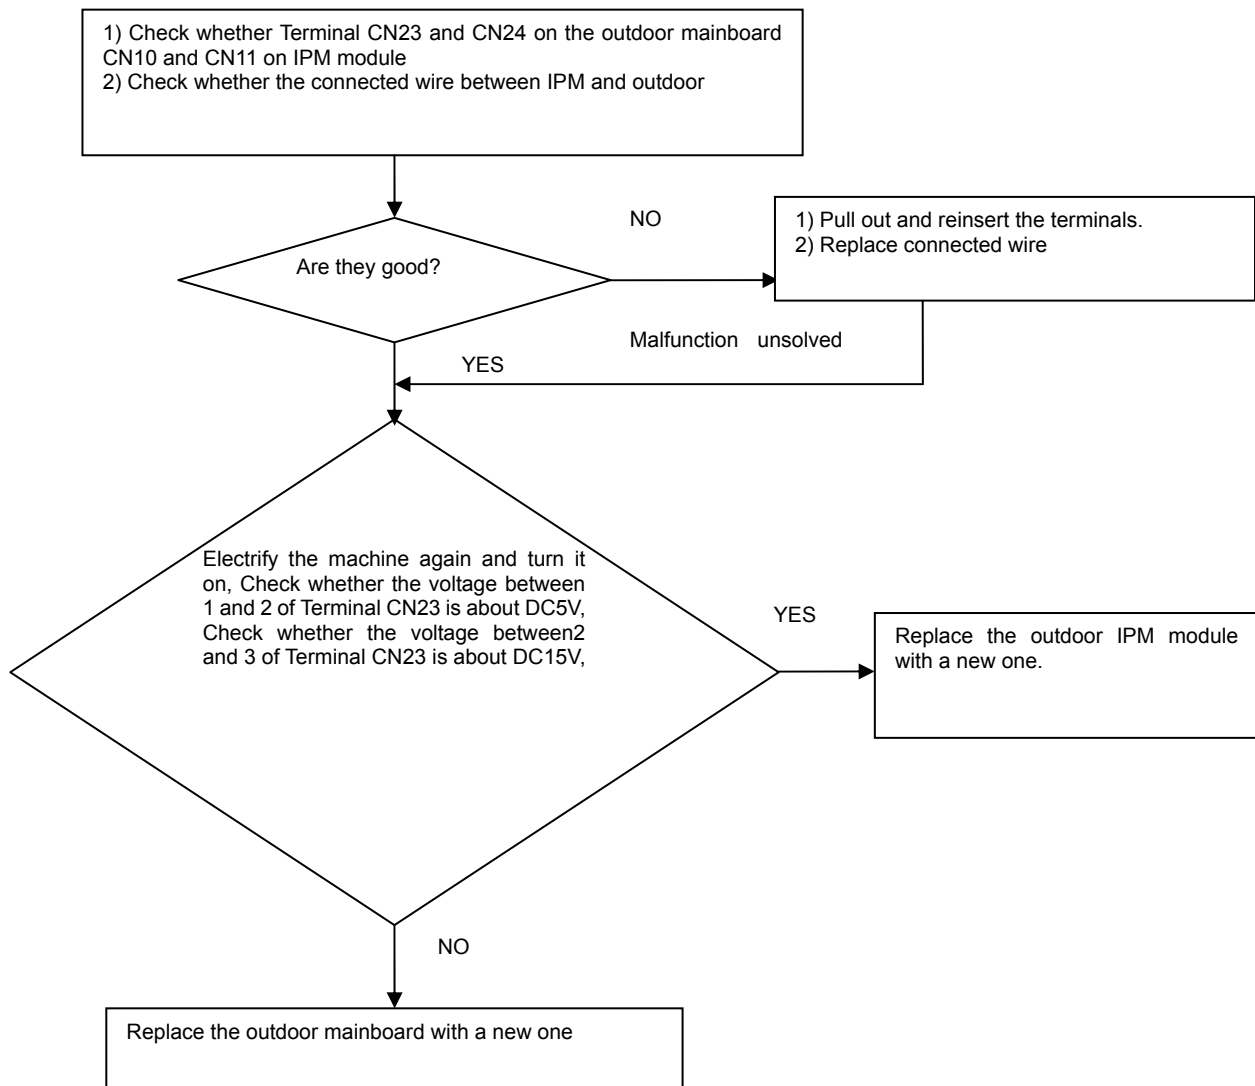 1) Check whether Terminal CN23 and CN24 on the outdoor mainboard
CN10 and CN11 on IPM module
2) Check whether the connected wire between IPM and outdoor
NO
1) Pull out and reinsert the terminals.
2) Replace connected wire
Are they good?
Malfunction unsolved
YES
Electrify the machine again and turn it
on, Check whether the voltage between
1 and 2 of Terminal CN23 is about DC5V,
Check whether the voltage between2
and 3 of Terminal CN23 is about DC15V,
YES
Replace the outdoor IPM module
with a new one.
NO
Replace the outdoor mainboard with a new one